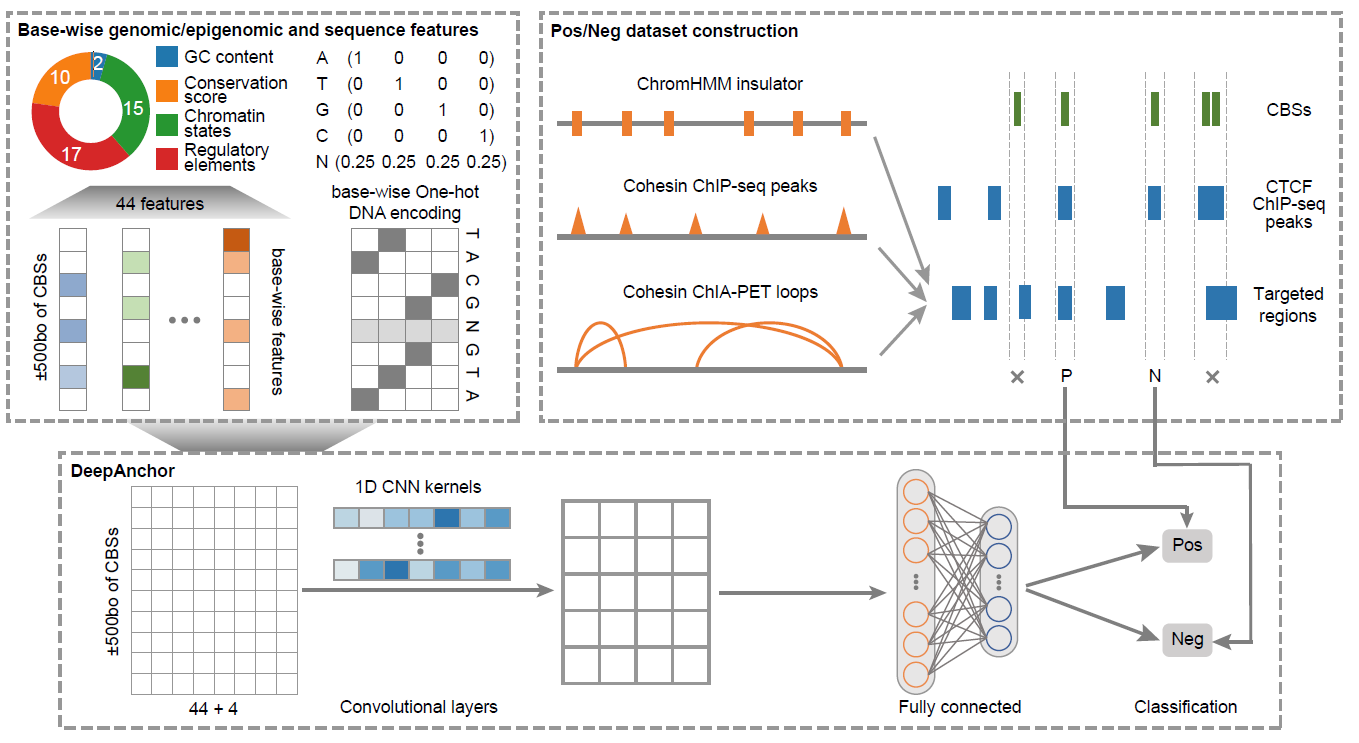 Base-wise genomic/epigenomic and sequence features
2
10
15
17
GC content
Conservation
score
Chromatin
states
Regulatory
elements
A (1 0 0 0)
T (0 1 0 0)
G (0 0 1 0)
C (0 0 0 1)
N (0.25 0.25 0.25 0.25)
44 features
base-wise One-hot
DNA encoding
±500bo of CBSs
base-wise features
T
A
C
G
N
G
T
A
Pos/Neg dataset construction
ChromHMM insulator
Cohesin ChIP-seq peaks
Cohesin ChIA-PET loops
CBSs
CTCF
ChIP-seq
peaks
Targeted
regions
× P N ×
DeepAnchor
±500bo of CBSs
1D CNN kernels
Pos
Neg
44 + 4
Convolutional layers
Fully connected
Classification